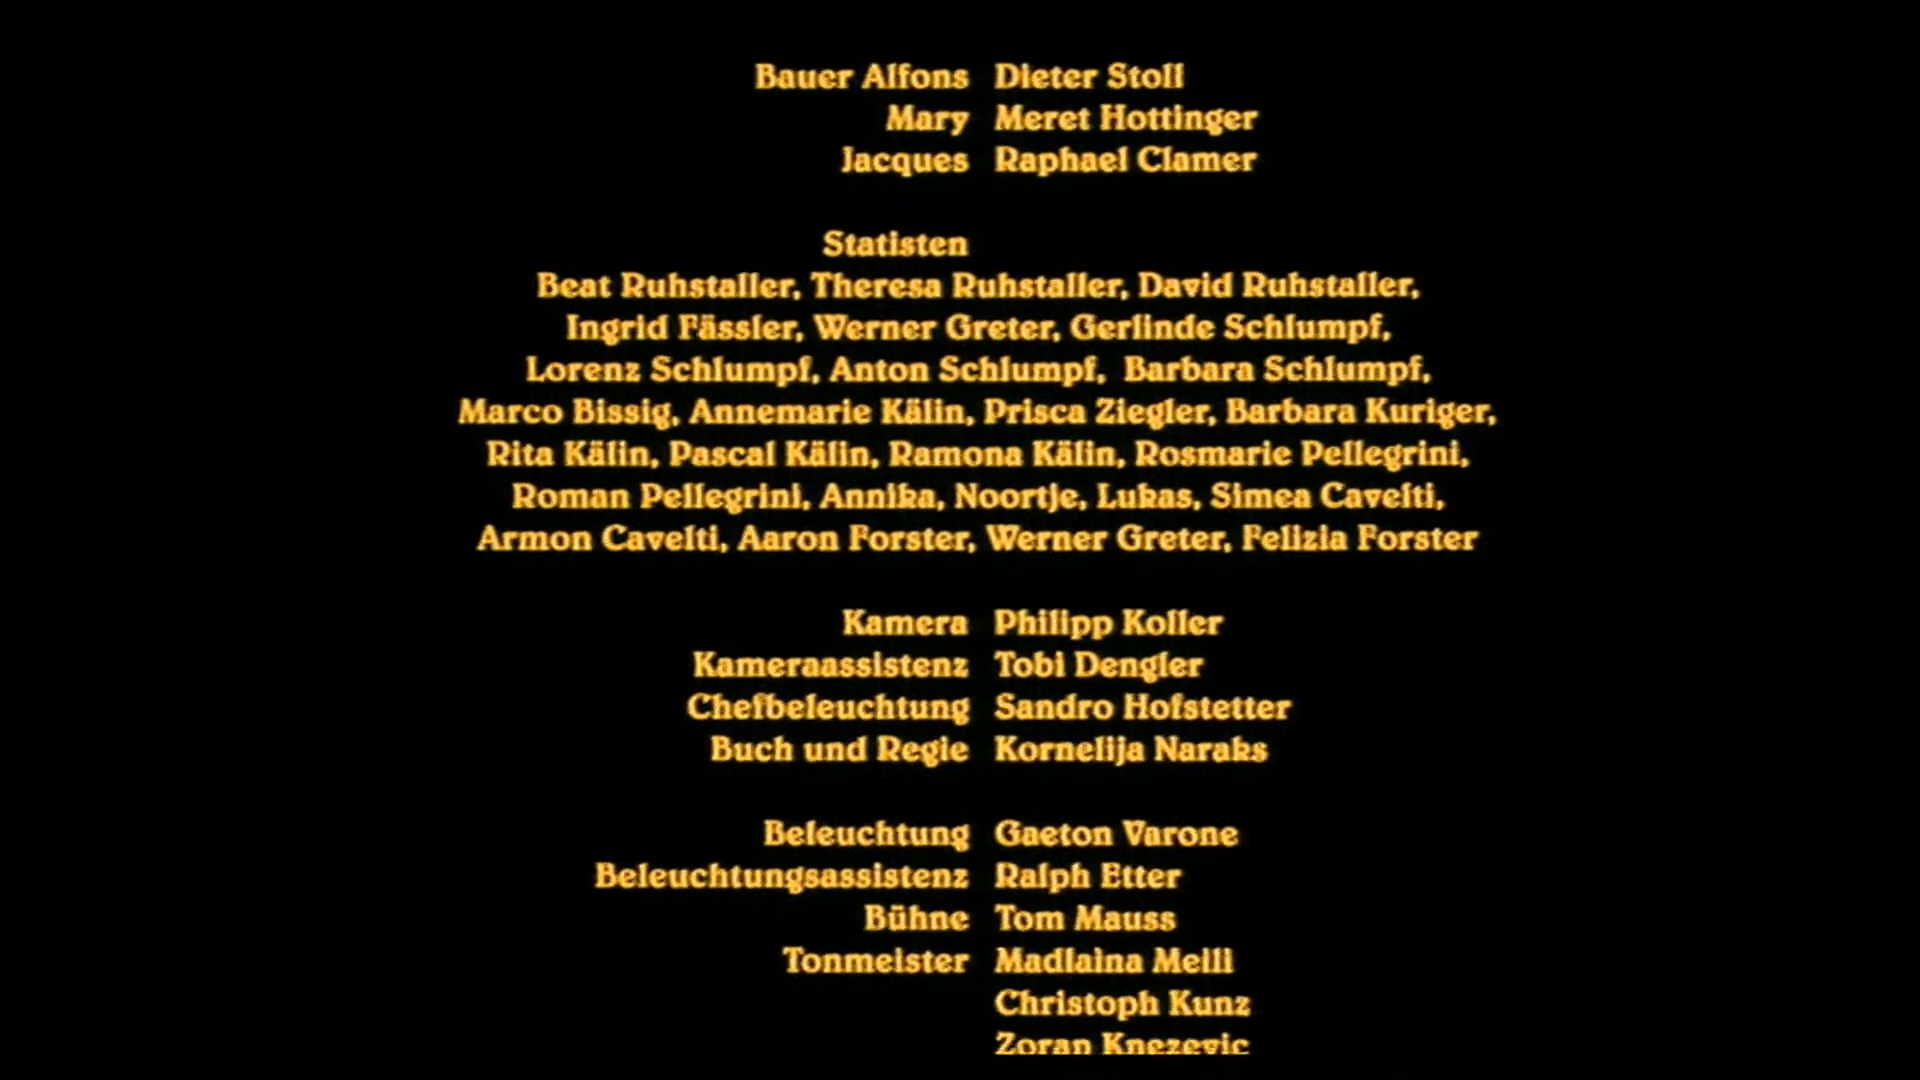 Bauer Alfons Dieter Stoll
Mary Meret Hottinger
Jacques Raphael Clamer
Statisten
Beat Ruhstaller, Theresa Ruhstaller, David Ruhstaller,
Ingrid Fässler, Werner Greter, Gerlinde Schlumpf,
Lorenz Schlumpf, Anton Schlumpf, Barbara Schlumpf,
Marco Bissig, Annemarie Kälin, Prisca Ziegler, Barbara Kuriger,
Rita Kälin, Pascal Kälin, Ramona Kälin, Rosmarie Pellegrini,
Roman Pellegrini, Annika, Noortje, Lukas, Simea Cavelti,
Armon Cavelti, Aaron Forster, Werner Greter, Felizia Forster
Kamera Philipp Koller
Kameraassistenz Tobi Dengler
Chefbeleuchtung Sandro Hofstetter
Buch und Regie Kornelija Naraks
Beleuchtung Gaeton Varone
Beleuchtungsassistenz Ralph Etter
Bühne Tom Mauss
Tonmeister Madlaina Melli
Christoph Kunz
Zoran Knezevic